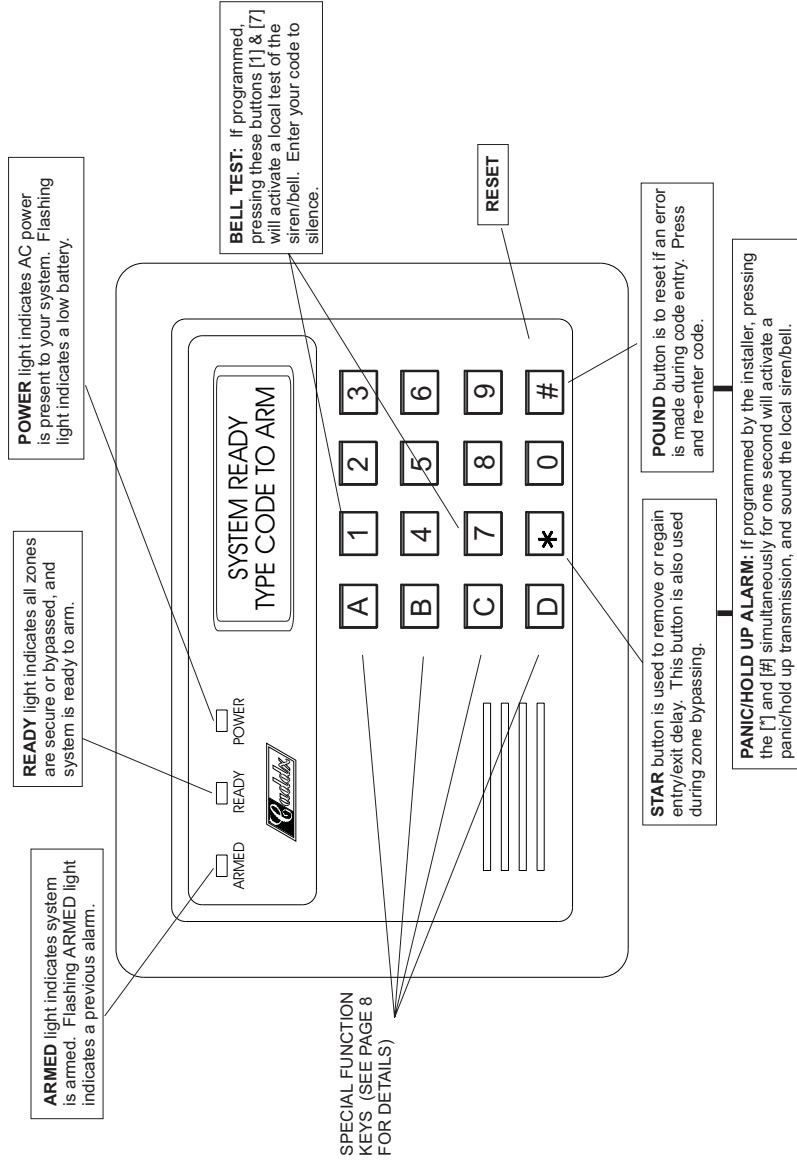 ARMED light indicates system
is armed. Flashing ARMED light
indicates a previous alarm.
READY light indicates all zones
are secure or bypassed, and
system is ready to arm.
POWER light indicates AC power
is present to your system. Flashing
light indicates a low battery.
BELL TEST: If programmed,
pressing these buttons [1] & [7]
will activate a local test of the
siren/bell. Enter your code to
silence.
ARMED
READY
POWER
Caddx
SYSTEM READY
TYPE CODE TO ARM
A 1 2 3
B 4 5 6
C 7 8 9
D * 0 #
RESET
SPECIAL FUNCTION
KEYS (SEE PAGE 8
FOR DETAILS)
STAR button is used to remove or regain
entry/exit delay. This button is also used
during zone bypassing.
POUND button is to reset if an error
is made during code entry. Press
and re-enter code.
PANIC/HOLD UP ALARM: If programmed by the installer, pressing
the [*] and [#] simultaneously for one second will activate a
panic/hold up transmission, and sound the local siren/bell.